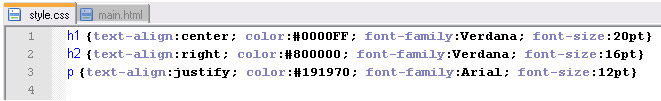 style.css main.html
1 h1 {text-align:center; color:#0000FF; font-family:Verdana; font-size:20pt}
2 h2 {text-align:right; color:#800000; font-family:Verdana; font-size:16pt}
3 p {text-align:justify; color:#191970; font-family:Arial; font-size:12pt}
4